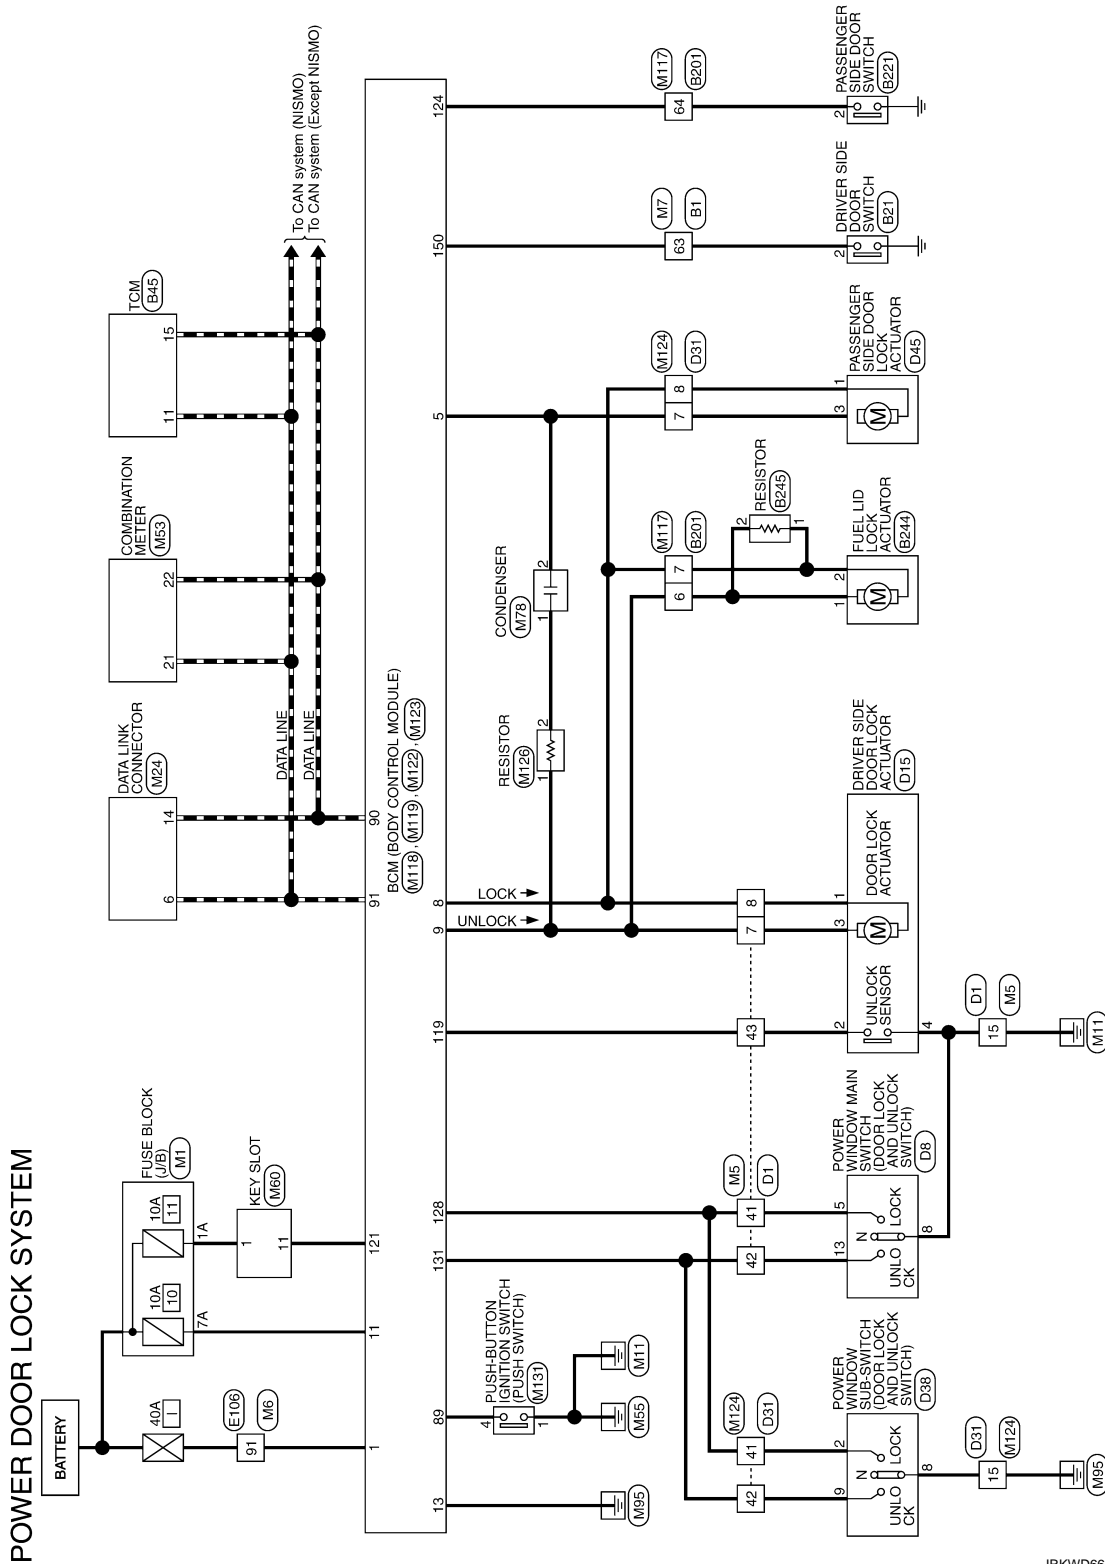 POWER DOOR LOCK SYSTEM
BATTERY
40A
I
E106
91
M6
1
FUSE BLOCK
(J/B)
M1
10A
10
7A
11
10A
11
1A
KEY SLOT
M60
1
11
121
DATA LINK
CONNECTOR
M24
6
14
91
90
COMBINATION
METER
M53
21
22
TCM
B45
11
15
DATA LINE
DATA LINE
To CAN system (NISMO)
To CAN system (Except NISMO)
BCM (BODY CONTROL MODULE)
M118 , M119 , M122 , M123
13
89
131
128
119
9
8
5
150
124
M95
PUSH-BUTTON
IGNITION SWITCH
(PUSH SWITCH)
M131
4
1
M55
M11
UNLOCK
LOCK
RESISTOR
M126
1
2
CONDENSER
M78
1
2
M124
D31
42
41
M5
D1
42
41
43
7
8
M117
B201
6
7
RESISTOR
B245
2
1
M124
D31
7
8
M7
B1
63
M117
B201
64
POWER
WINDOW
SUB-SWITCH
(DOOR LOCK
AND UNLOCK
SWITCH)
D38
9
2
N
UNLO
CK
LOCK
8
D31
M124
15
M95
POWER
WINDOW MAIN
SWITCH
(DOOR LOCK
AND UNLOCK
SWITCH)
D8
13
5
N
UNLO
CK
LOCK
8
DRIVER SIDE
DOOR LOCK
ACTUATOR
D15
2
3
1
UNLOCK
SENSOR
DOOR LOCK
ACTUATOR
M
4
D1
M5
15
M11
FUEL LID
LOCK
ACTUATOR
B244
1
2
M
PASSENGER
SIDE DOOR
LOCK
ACTUATOR
D45
3
1
M
DRIVER SIDE
DOOR
SWITCH
B21
2
PASSENGER
SIDE DOOR
SWITCH
B221
2